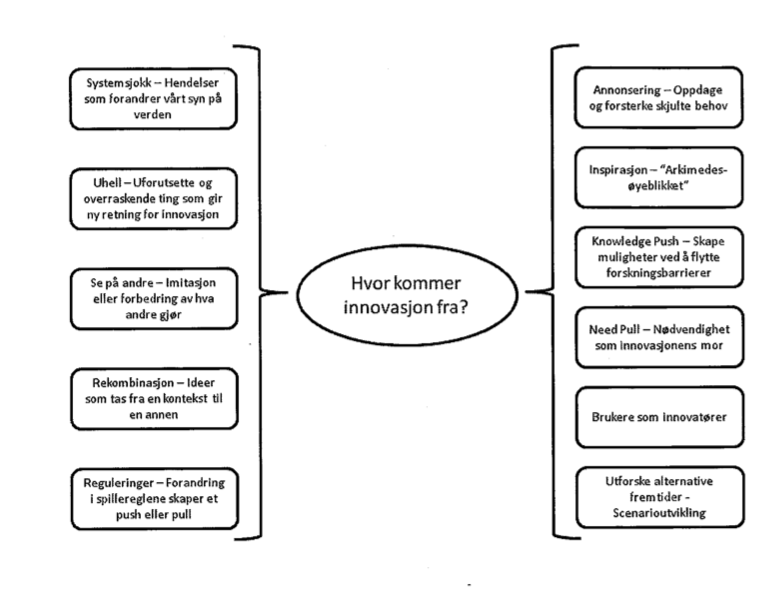 Systemsjokk – Hendelser
som forandrer vårt syn på
verden
Uhell – Uforutsette og
overraskende ting som gir
ny retning for innovasjon
Se på andre – Imitasjon
eller forbedring av hva
andre gjør
Rekombinasjon – Ideer
som tas fra en kontekst til
en annen
Reguleringer – Forandring
i spillereglene skaper et
push eller pull
Hvor kommer
innovasjon fra?
Annonsering – Oppdage
og forsterke skjulte behov
Inspirasjon – "Arkimedes-
øyeblikket"
Knowledge Push – Skape
muligheter ved å flytte
forskningsbarrierer
Need Pull – Nødvendighet
som innovasjonens mor
Brukere som innovatører
Utforske alternative
fremtider -
Scenarioutvikling